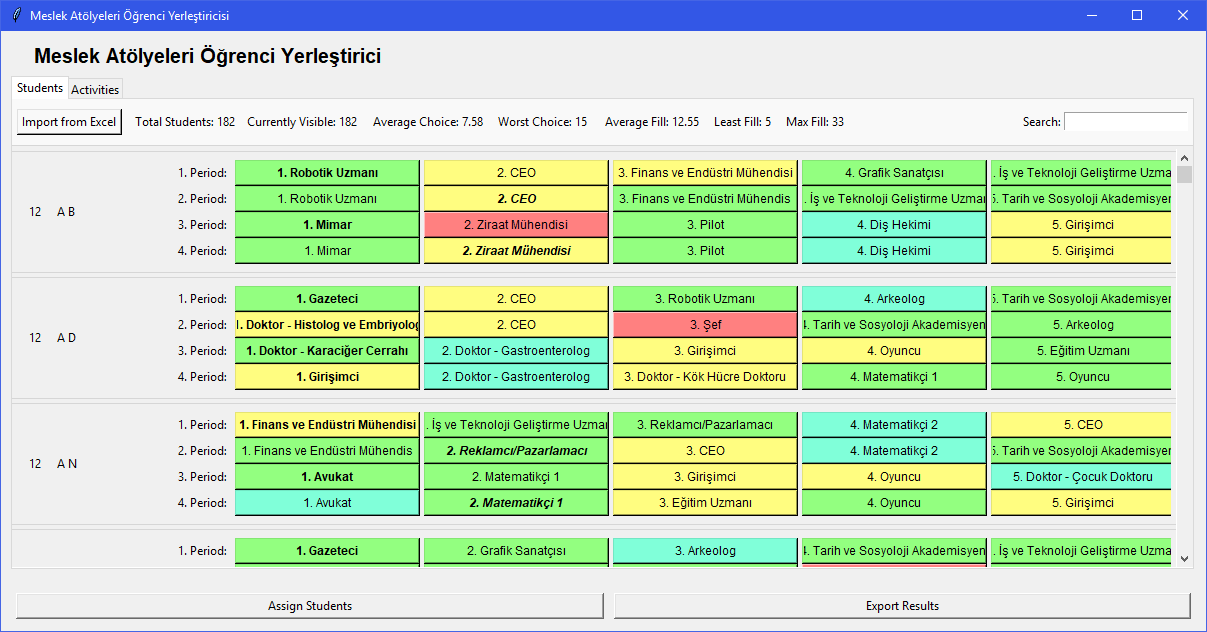 Meslek Atölyeleri Öğrenci Yerleştiricisi
Meslek Atölyeleri Öğrenci Yerleştirici
Students Activities
Import from Excel Total Students: 182 Currently Visible: 182 Average Choice: 7.58 Worst Choice: 15 Average Fill: 12.55 Least Fill: 5 Max Fill: 33 Search:
1. Period: 1. Robotik Uzmanı 2. CEO 3. Finans ve Endüstri Mühendisi 4. Grafik Sanatçısı . İş ve Teknoloji Geliştirme Uzma
2. Period: 1. Robotik Uzmanı 2. CEO 3. Finans ve Endüstri Mühendis . İş ve Teknoloji Geliştirme Uzmar 5. Tarih ve Sosyoloji Akademisyer
12 A B
3. Period: 1. Mimar 2. Ziraat Mühendisi 3. Pilot 4. Diş Hekimi 5. Girişimci
4. Period: 1. Mimar 2. Ziraat Mühendisi 3. Pilot 4. Diş Hekimi 5. Girişimci
1. Period: 1. Gazeteci 2. CEO 3. Robotik Uzmanı 4. Arkeolog 5. Tarih ve Sosyoloji Akademisyer
2. Period: 1. Doktor - Histolog ve Embriyolog 2. CEO 3. Şef 4. Tarih ve Sosyoloji Akademisyen 5. Arkeolog
12 A D
3. Period: 1. Doktor - Karaciğer Cerrahı 2. Doktor - Gastroenterolog 3. Girişimci 4. Oyuncu 5. Eğitim Uzmanı
4. Period: 1. Girişimci 2. Doktor - Gastroenterolog 3. Doktor - Kök Hücre Doktoru 4. Matematikçi 1 5. Oyuncu
1. Period: 1. Finans ve Endüstri Mühendisi . İş ve Teknoloji Geliştirme Uzmar 3. Reklamcı/Pazarlamacı 4. Matematikçi 2 5. CEO
2. Period: 1. Finans ve Endüstri Mühendis 2. Reklamcı/Pazarlamacı 3. CEO 4. Matematikçi 2 5. Tarih ve Sosyoloji Akademisyer
12 A N
3. Period: 1. Avukat 2. Matematikçi 1 3. Girişimci 4. Oyuncu 5. Doktor - Çocuk Doktoru
4. Period: 1. Avukat 2. Matematikçi 1 3. Eğitim Uzmanı 4. Oyuncu 5. Girişimci
1. Period: 1. Gazeteci 2. Grafik Sanatçısı 3. Arkeolog 4. Tarih ve Sosyoloji Akademisyen . İş ve Teknoloji Geliştirme Uzma
Assign Students Export Results